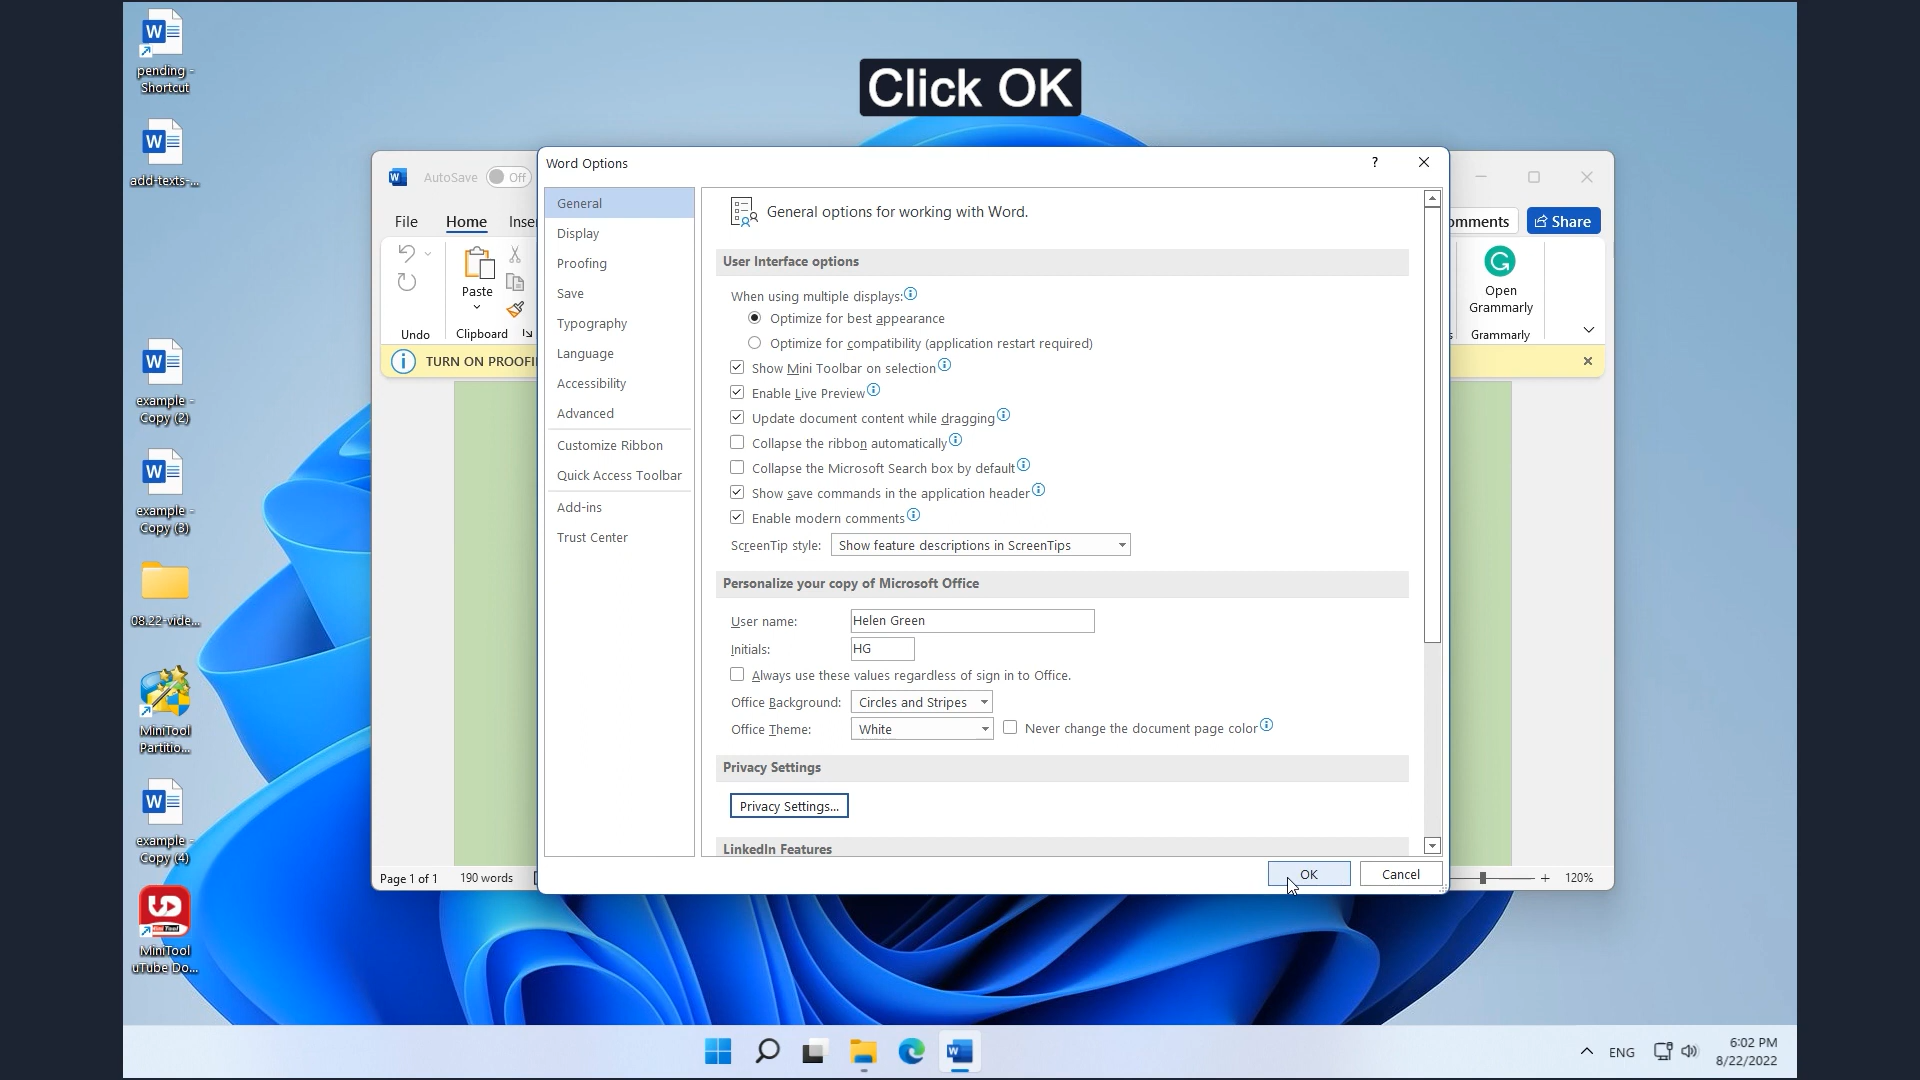 Click OK
pending -
Shortcut
add-texts-...
example -
Copy (2)
example -
Copy (3)
08.22-vide...
MiniTool
Partitio...
example -
Copy (4)
MiniTool
uTube Do...
W
AutoSave
Off
File
Home
Inser
Paste
Undo
Clipboard
TURN ON PROOFI
omments
Share
Open
Grammarly
Grammarly
Page 1 of 1
190 words
120%
Word Options
?
General
Display
Proofing
Save
Typography
Language
Accessibility
Advanced
Customize Ribbon
Quick Access Toolbar
Add-ins
Trust Center
General options for working with Word.
User Interface options
When using multiple displays:
Optimize for best appearance
Optimize for compatibility (application restart required)
Show Mini Toolbar on selection
Enable Live Preview
Update document content while dragging
Collapse the ribbon automatically
Collapse the Microsoft Search box by default
Show save commands in the application header
Enable modern comments
ScreenTip style: Show feature descriptions in ScreenTips
Personalize your copy of Microsoft Office
User name: Helen Green
Initials: HG
Always use these values regardless of sign in to Office.
Office Background: Circles and Stripes
Office Theme: White
Never change the document page color
Privacy Settings
Privacy Settings...
LinkedIn Features
OK
Cancel
ENG
6:02 PM
8/22/2022